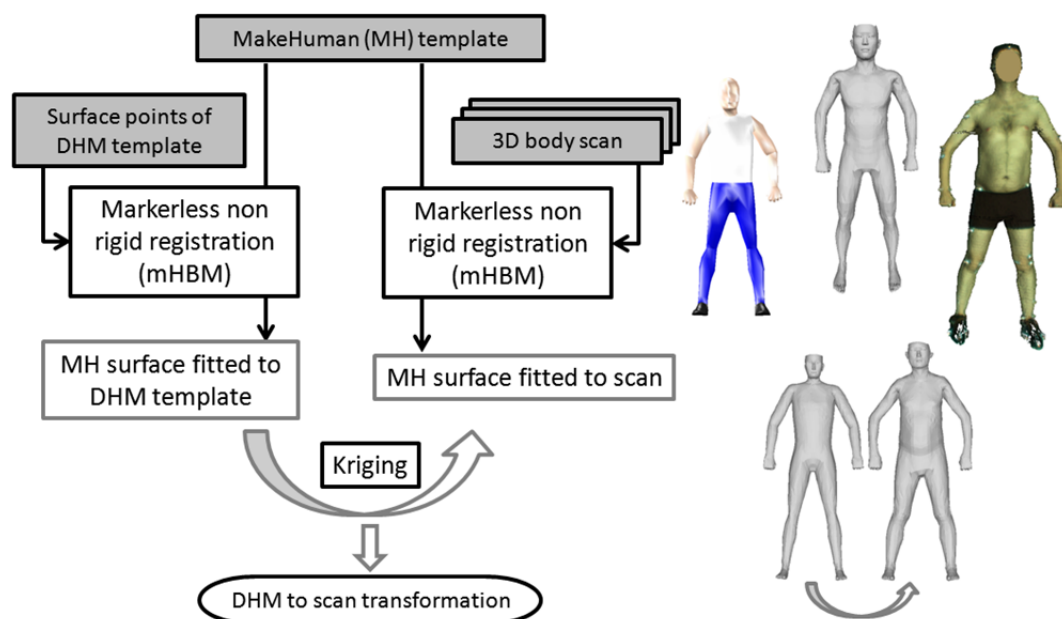 MakeHuman (MH) template
Surface points of
DHM template
3D body scan
Markerless non
rigid registration
(mHBM)
Markerless non
rigid registration
(mHBM)
MH surface fitted to
DHM template
MH surface fitted to scan
Kriging
DHM to scan transformation